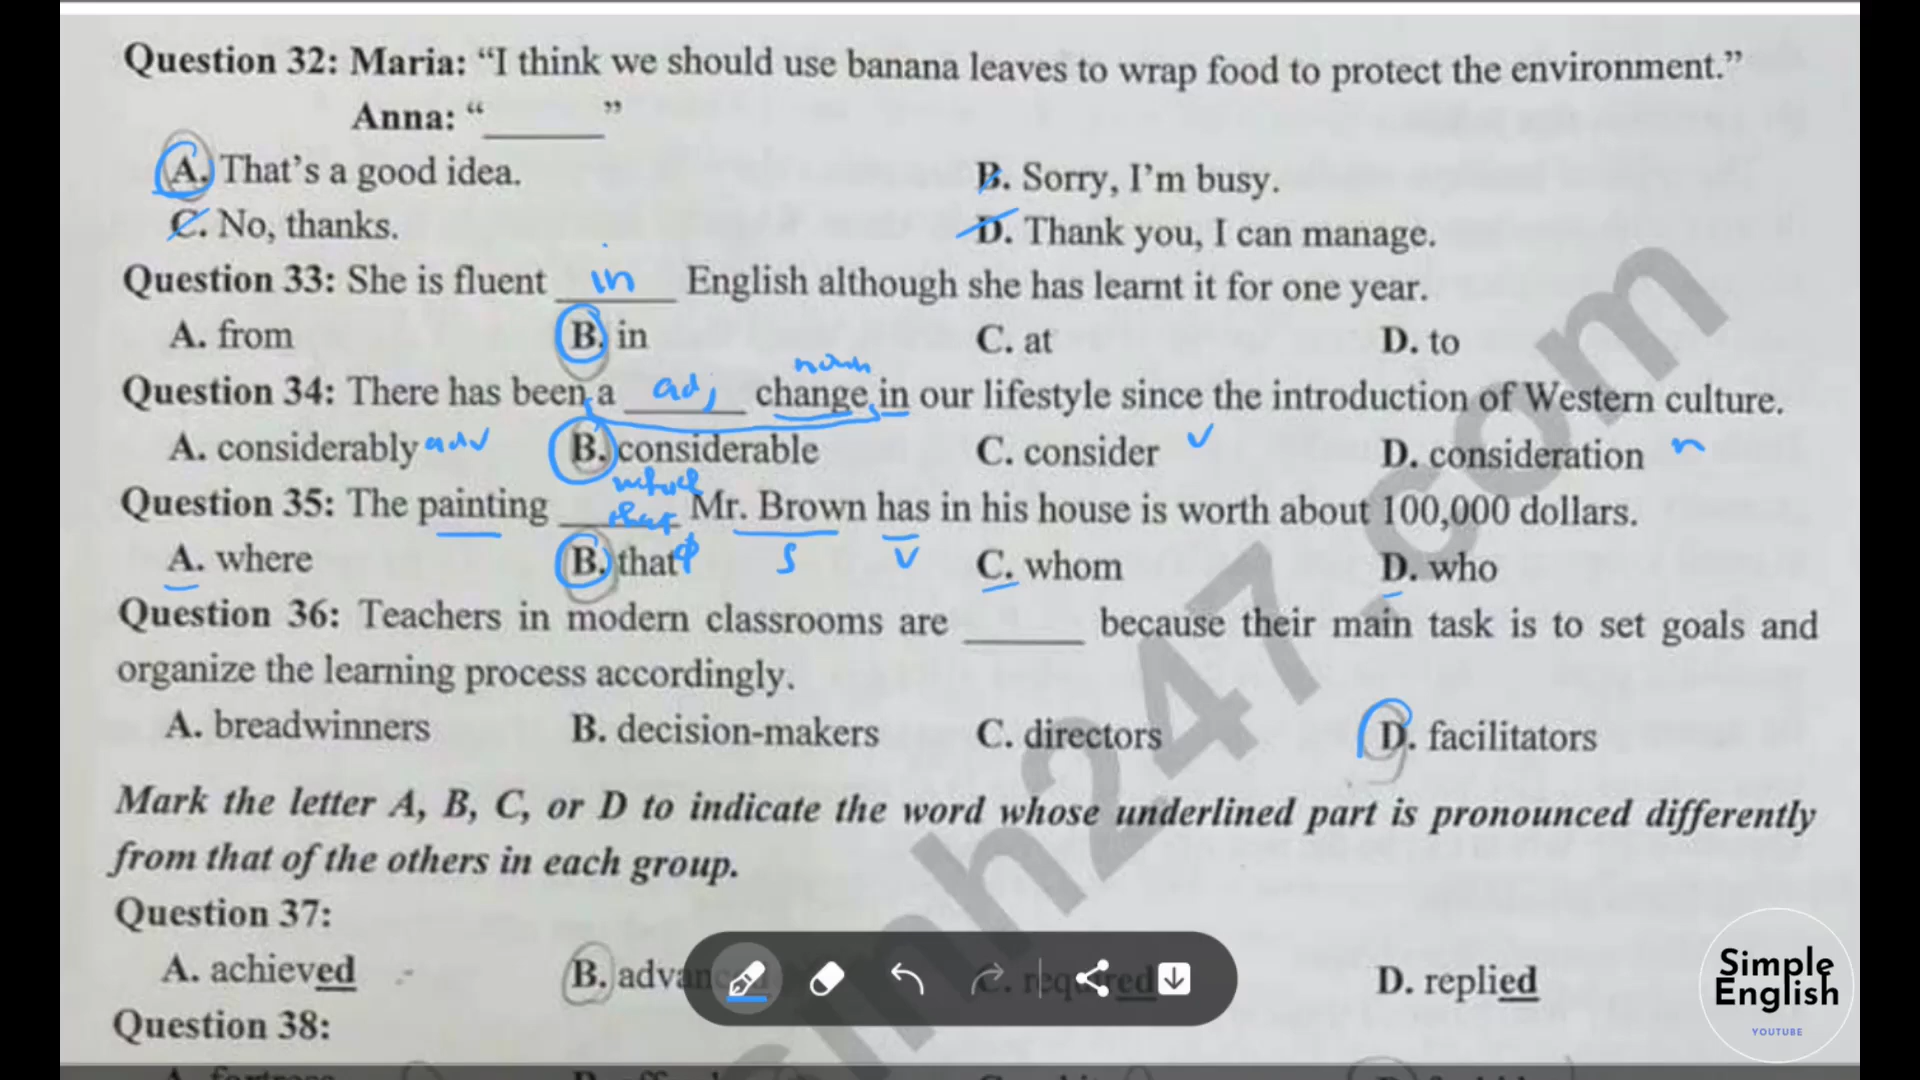 Question 32: Maria: “I think we should use banana leaves to wrap food to protect the environment.”
Anna: “______”
A. That’s a good idea.
B. Sorry, I’m busy.
C. No, thanks.
D. Thank you, I can manage.
Question 33: She is fluent in English although she has learnt it for one year.
A. from
B. in
C. at
D. to
noun
Question 34: There has been a adj change in our lifestyle since the introduction of Western culture.
A. considerably adv
B. considerable
C. consider v
D. consideration n
which
Question 35: The painting that Mr. Brown has in his house is worth about 100,000 dollars.
A. where
B. that ϕ
S
V
C. whom
D. who
Question 36: Teachers in modern classrooms are ______ because their main task is to set goals and
organize the learning process accordingly.
A. breadwinners
B. decision-makers
C. directors
D. facilitators
Mark the letter A, B, C, or D to indicate the word whose underlined part is pronounced differently
from that of the others in each group.
Question 37:
A. achieved
B.
C. required
D. replied
Question 38:
Simple
English
YOUTUBE